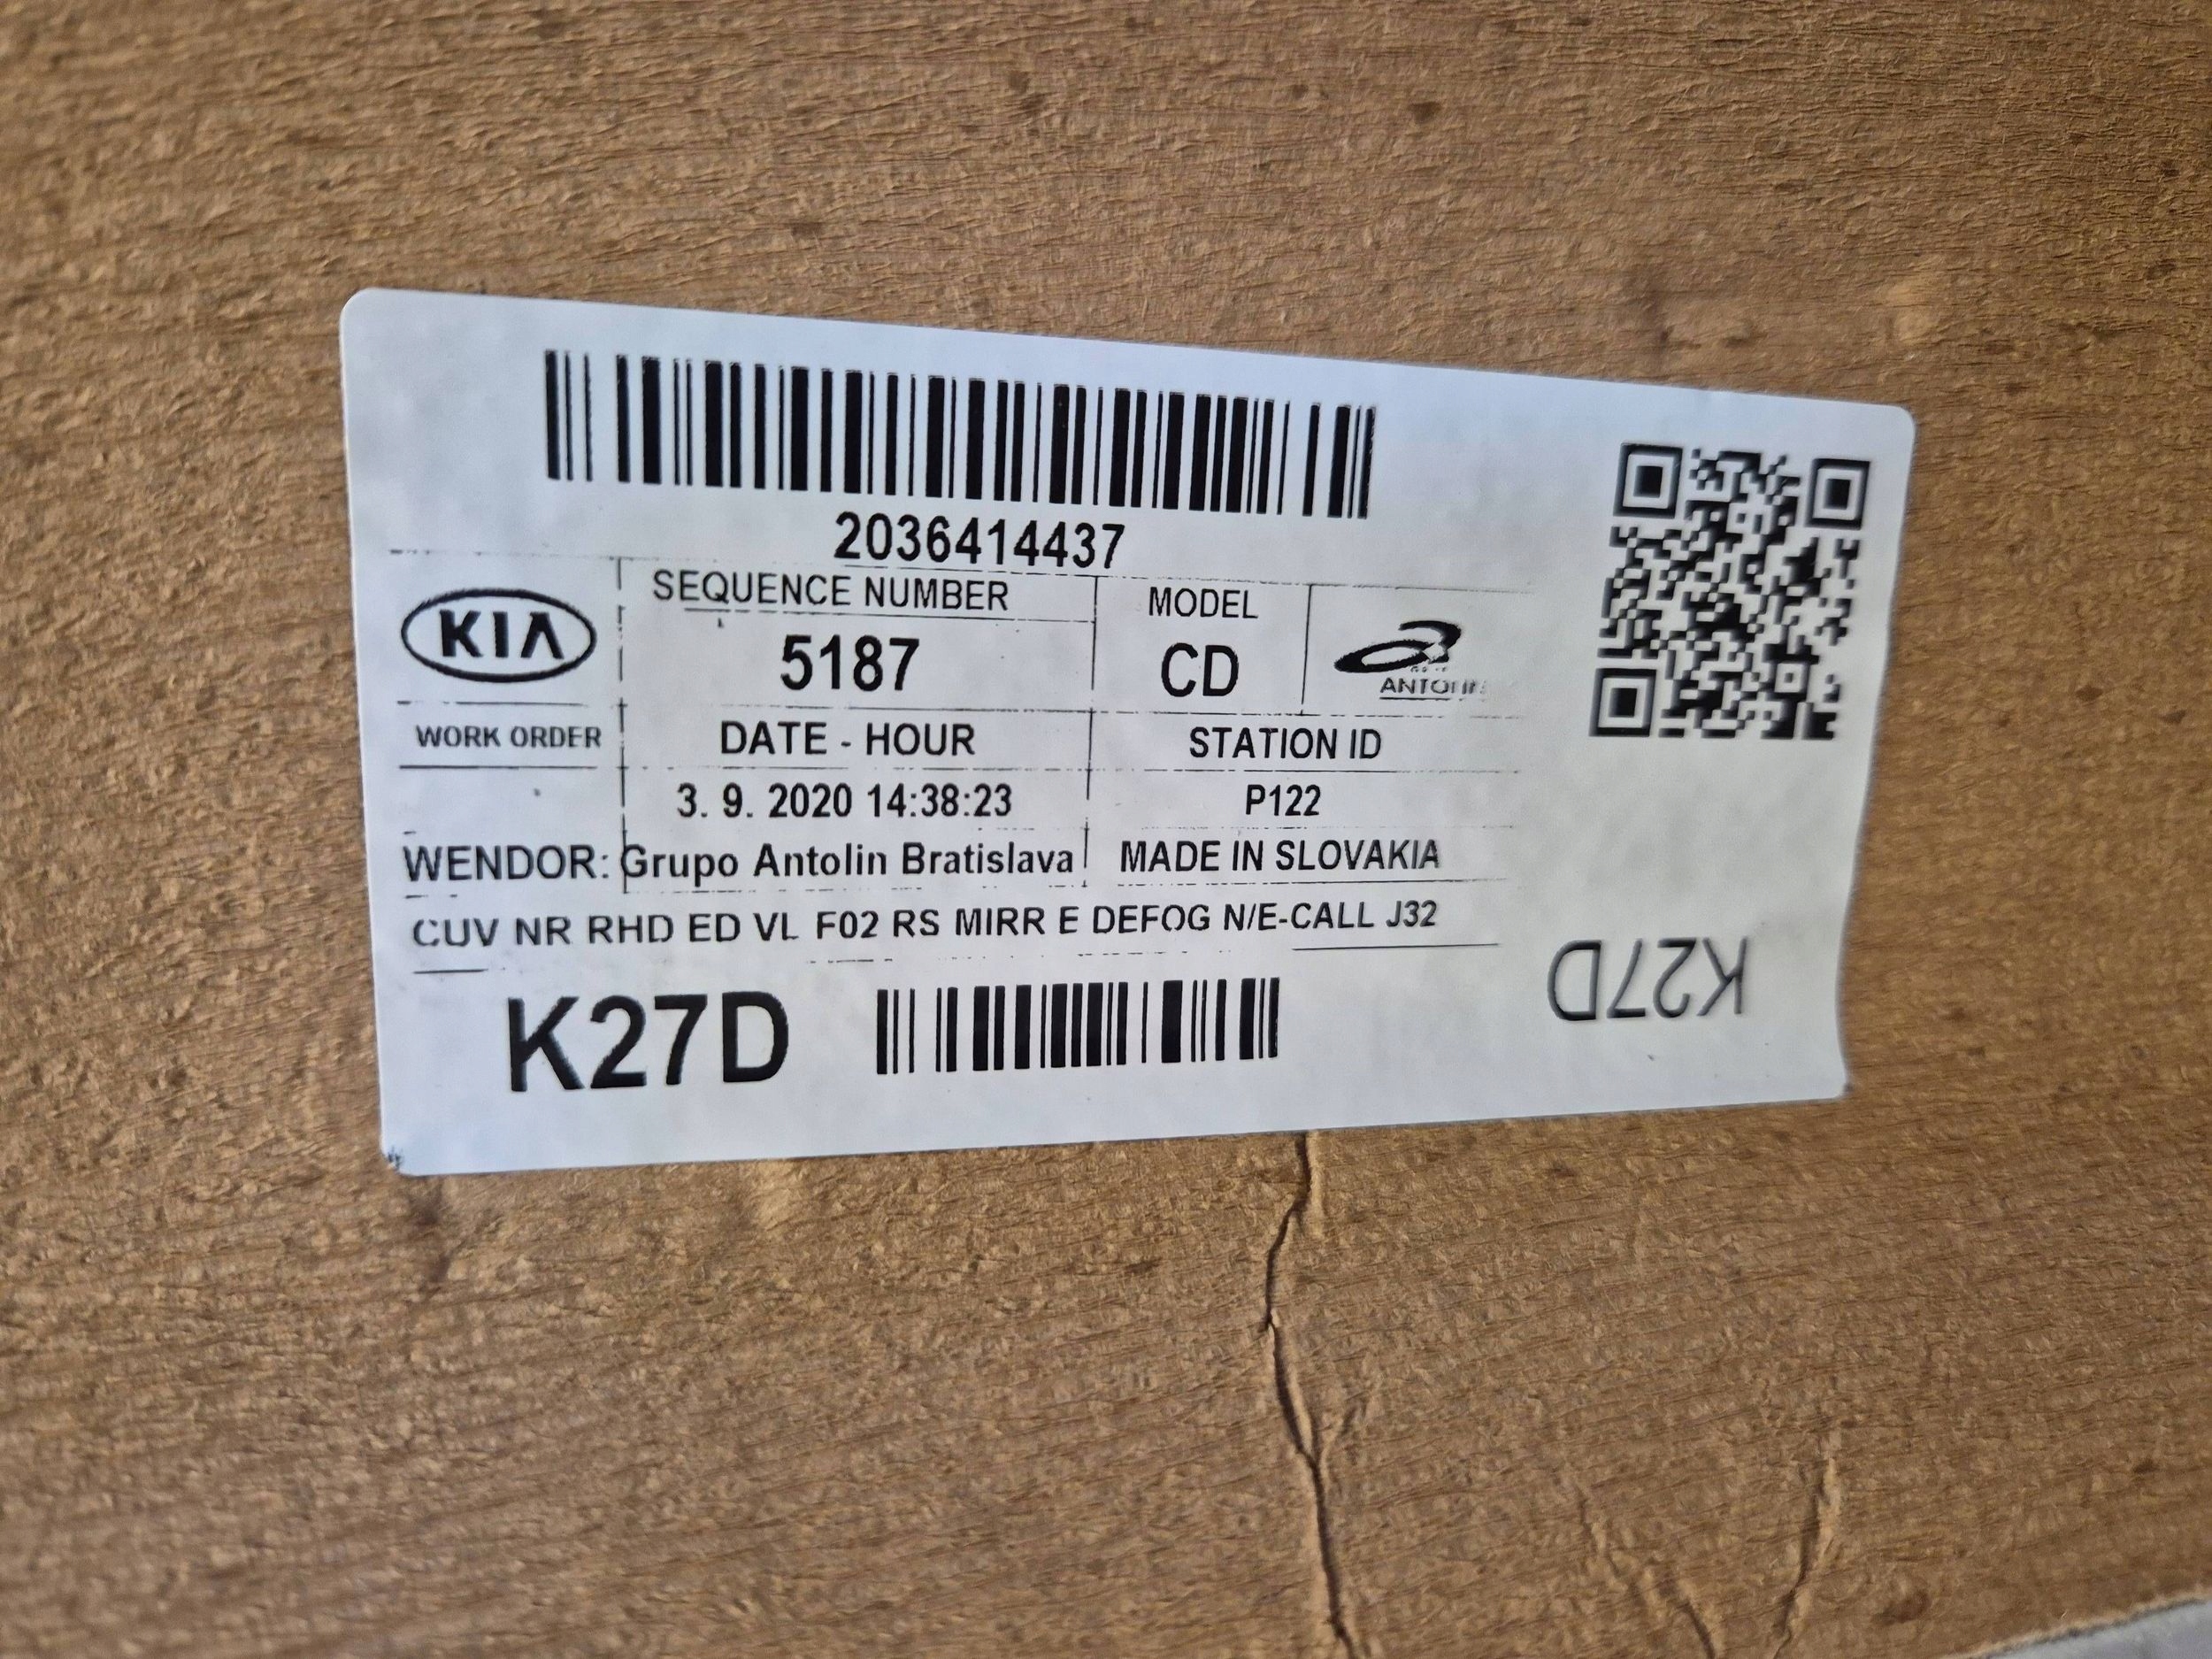 2036414437
KIA
SEQUENCE NUMBER
MODEL
5187
CD
ANTOLIN
WORK ORDER
DATE - HOUR
STATION ID
3. 9. 2020 14:38:23
P122
WENDOR: Grupo Antolin Bratislava
MADE IN SLOVAKIA
CUV NR RHD ED VL F02 RS MIRR E DEFOG N/E-CALL J32
K27D
K27D